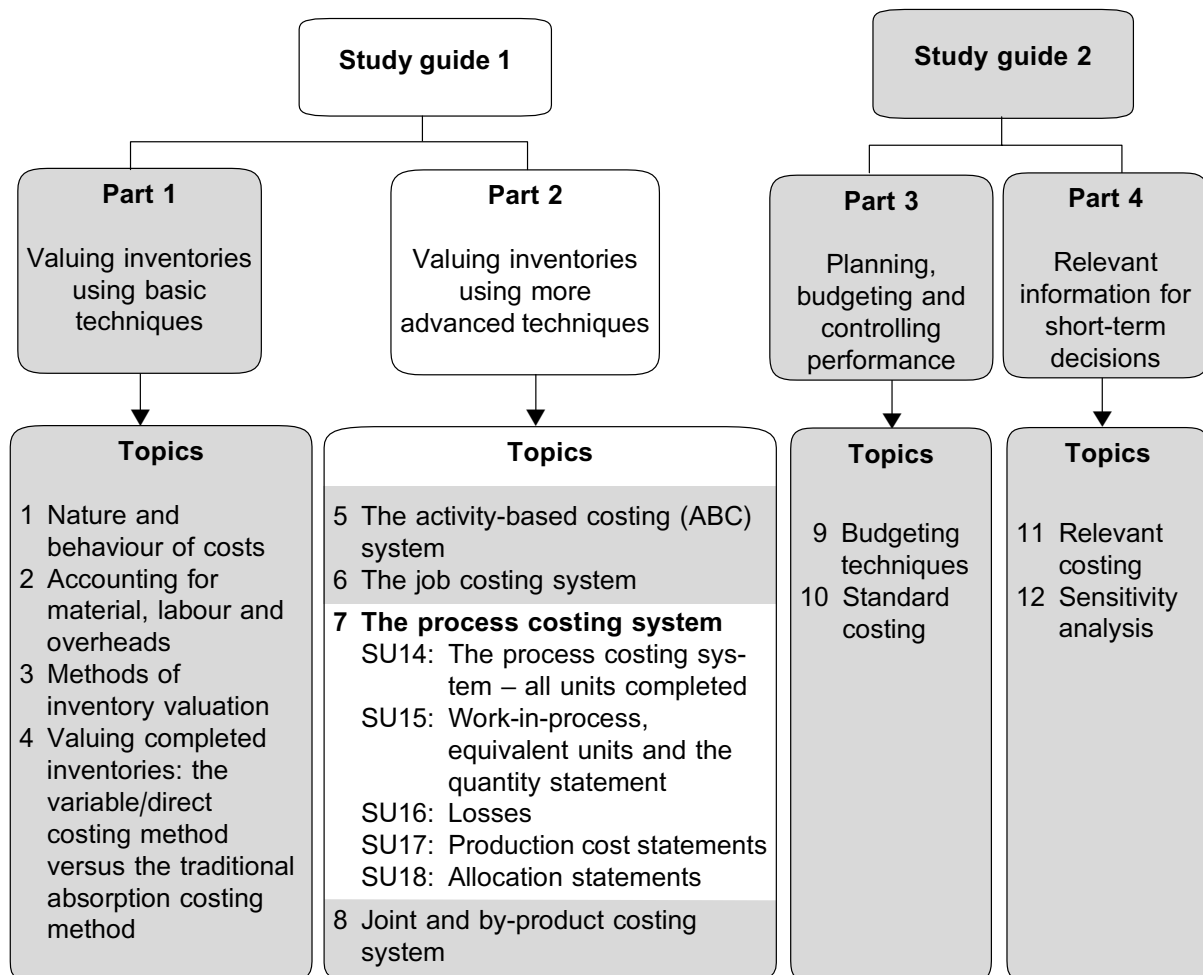 Study guide 1
Study guide 2
Part 1
Valuing inventories
using basic
techniques
Part 2
Valuing inventories
using more
advanced techniques
Part 3
Planning,
budgeting and
controlling
performance
Part 4
Relevant
information for
short-term
decisions
Topics
1 Nature and
behaviour of costs
2 Accounting for
material, labour and
overheads
3 Methods of
inventory valuation
4 Valuing completed
inventories: the
variable/direct
costing method
versus the traditional
absorption costing
method
Topics
5 The activity-based costing (ABC)
system
6 The job costing system
7 The process costing system
SU14: The process costing sys-
tem – all units completed
SU15: Work-in-process,
equivalent units and the
quantity statement
SU16: Losses
SU17: Production cost statements
SU18: Allocation statements
8 Joint and by-product costing
system
Topics
9 Budgeting
techniques
10 Standard
costing
Topics
11 Relevant
costing
12 Sensitivity
analysis